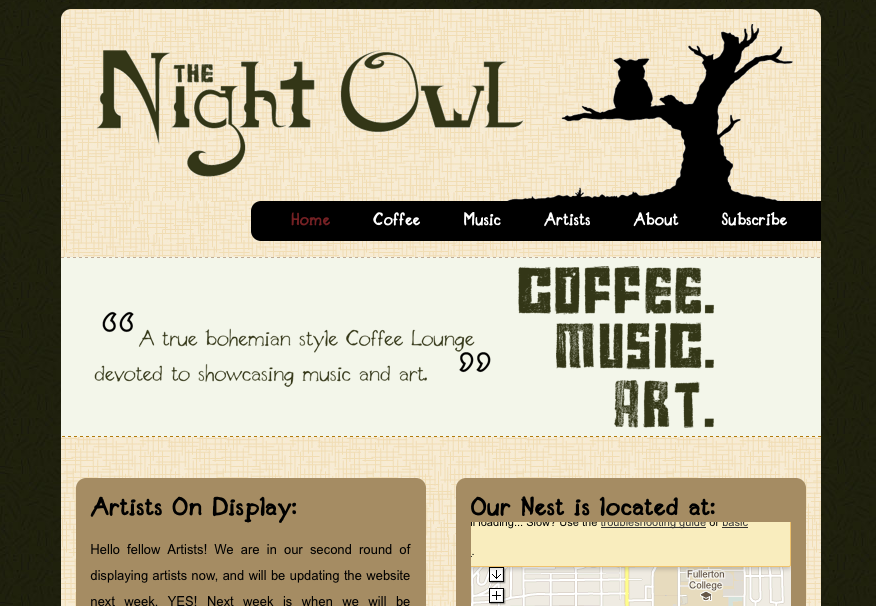 THE
Night Owl
Home Coffee Music Artists About Subscribe
COFFEE.
MUSIC.
ART.
“ A true bohemian style Coffee Lounge
devoted to showcasing music and art. ”
Artists On Display:
Hello fellow Artists! We are in our second round of
displaying artists now, and will be updating the website
next week. YES! Next week is when we will be
Our Nest is located at:
loading... Slow? Use the troubleshooting guide or basic
Fullerton
College